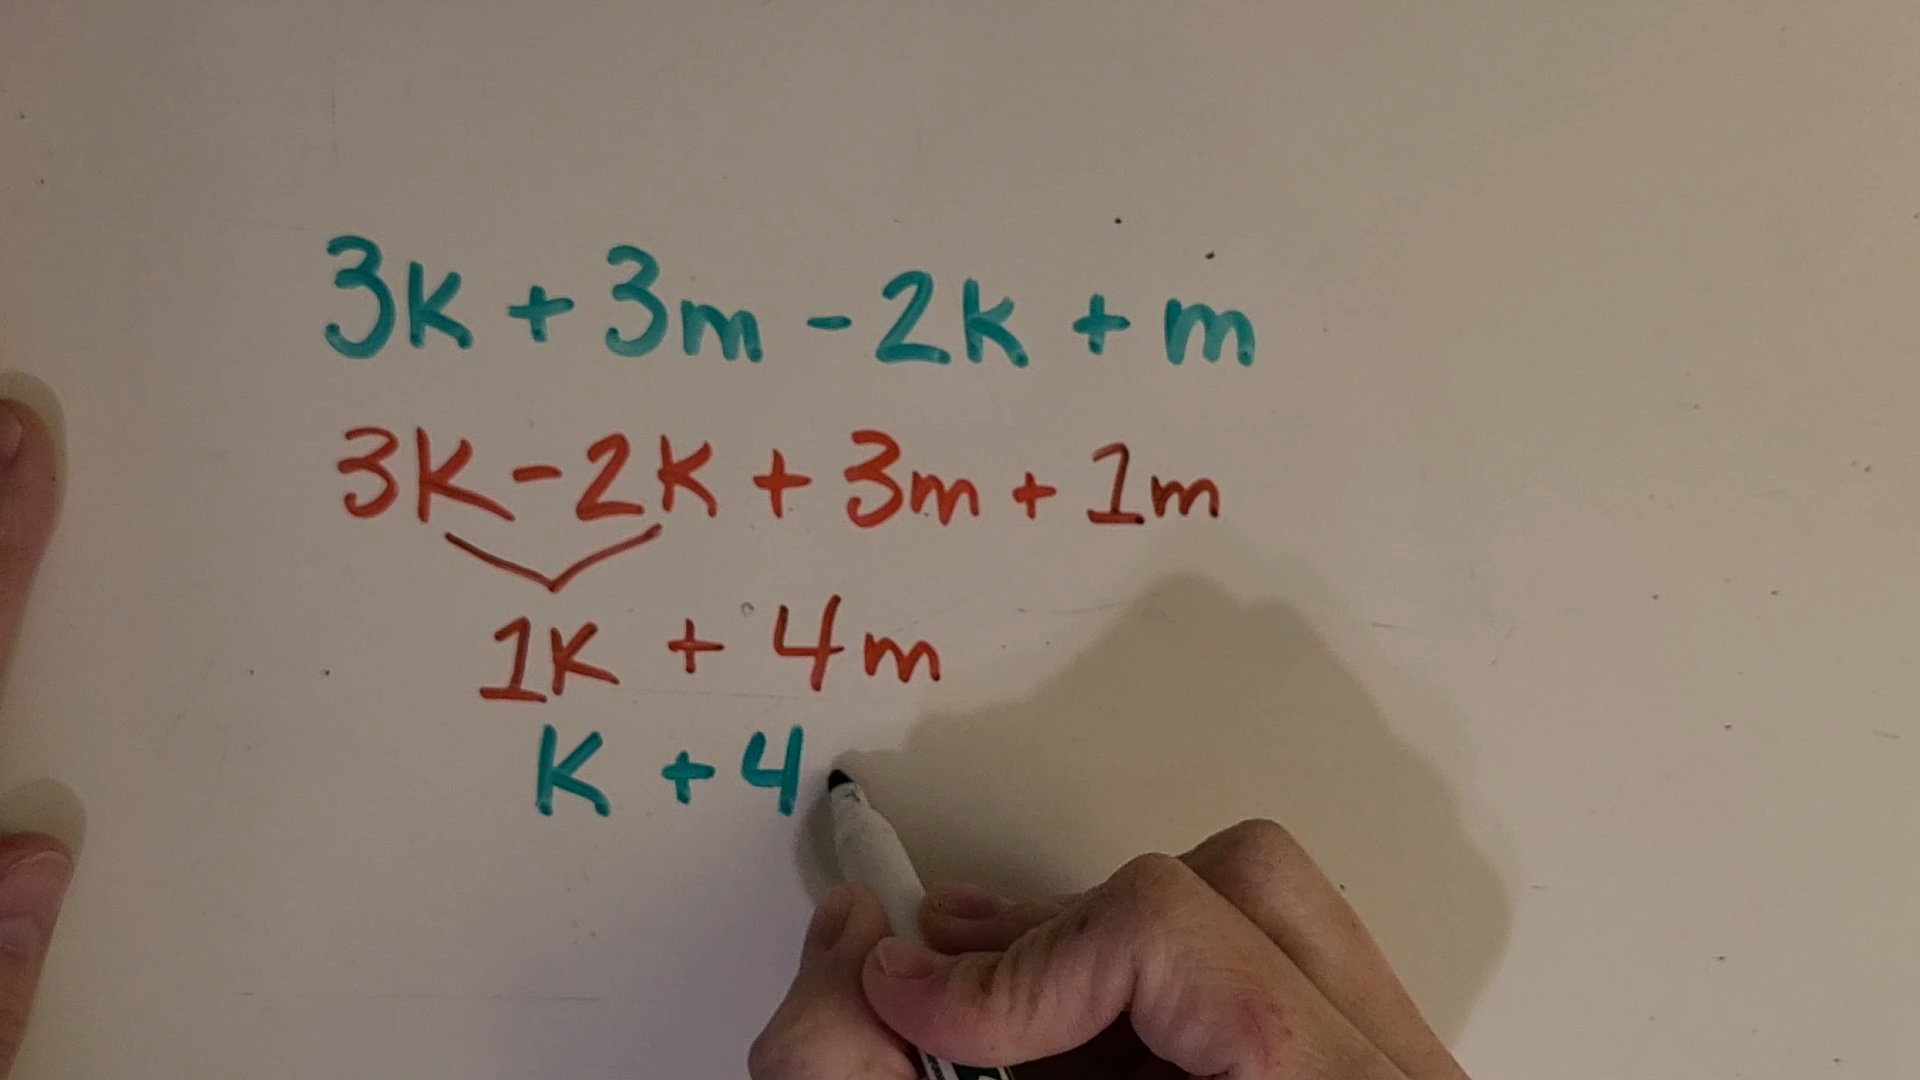 3k + 3m - 2k + m
3k - 2k + 3m + 1m
1k + 4m
k + 4